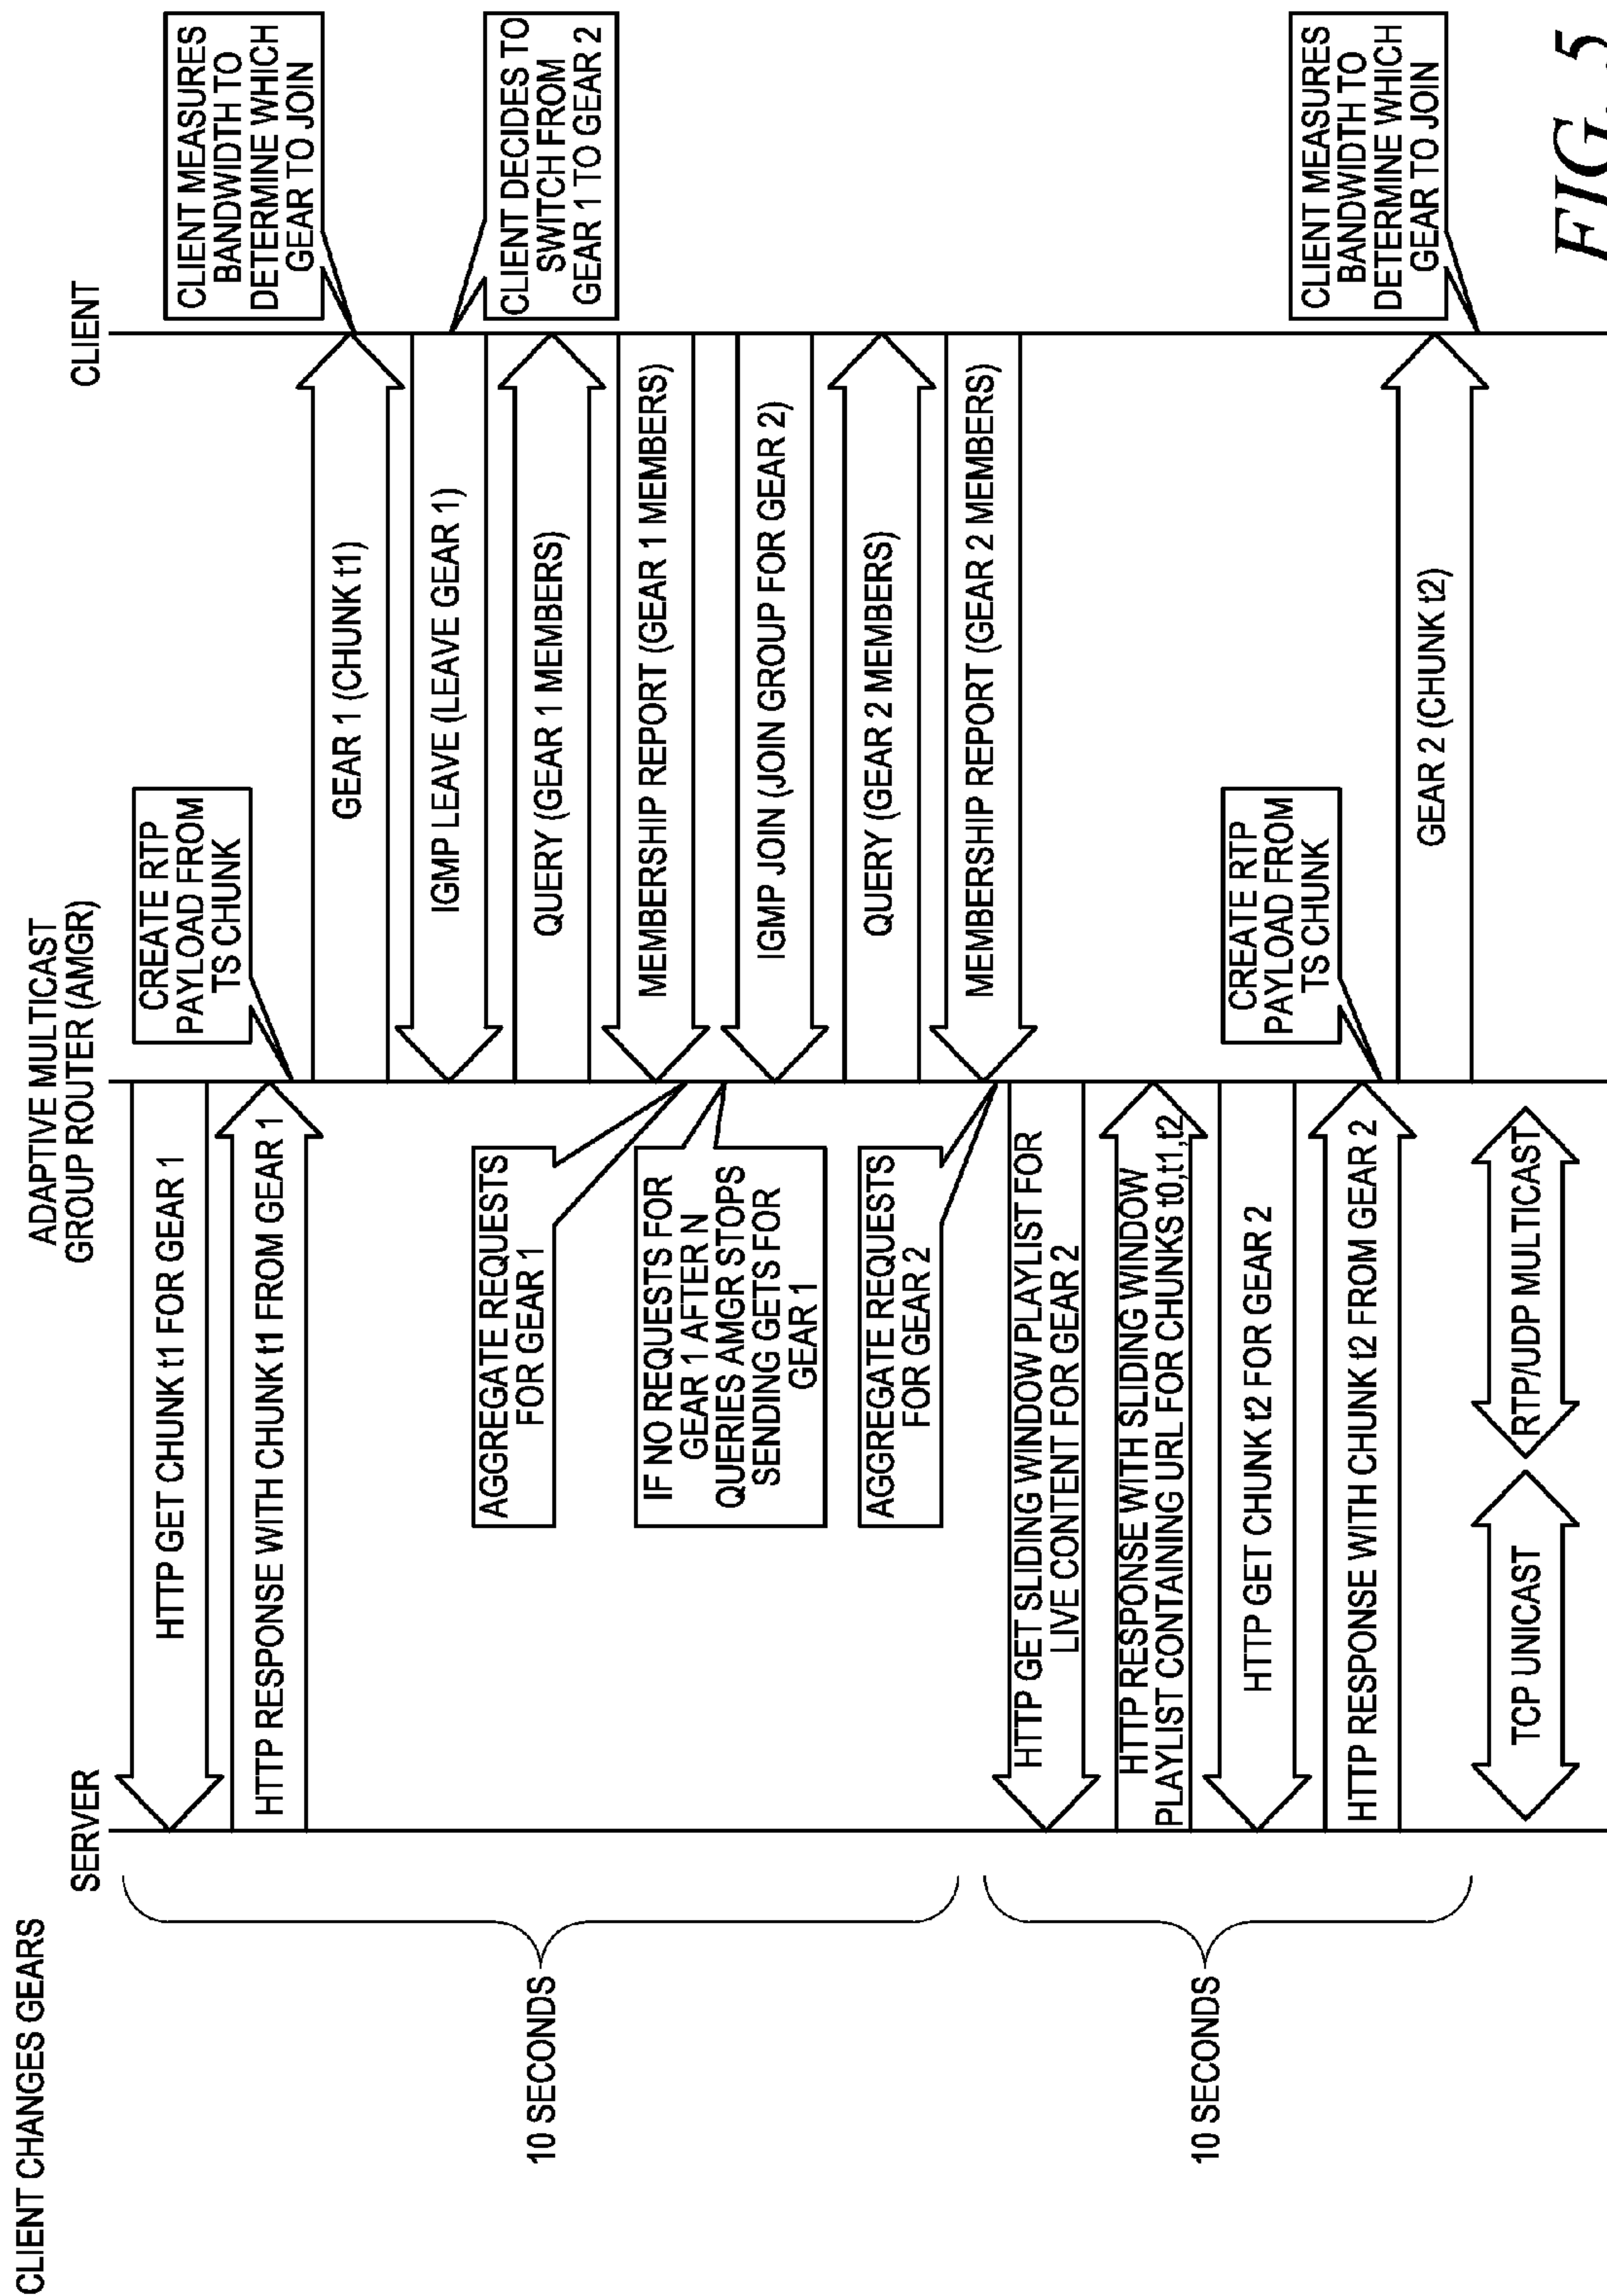 CLIENT CHANGES GEARS
SERVER
ADAPTIVE MULTICAST
GROUP ROUTER (AMGR)
CLIENT
10 SECONDS
10 SECONDS
HTTP GET CHUNK t1 FOR GEAR 1
HTTP RESPONSE WITH CHUNK t1 FROM GEAR 1
CREATE RTP
PAYLOAD FROM
TS CHUNK
GEAR 1 (CHUNK t1)
CLIENT MEASURES
BANDWIDTH TO
DETERMINE WHICH
GEAR TO JOIN
IGMP LEAVE (LEAVE GEAR 1)
CLIENT DECIDES TO
SWITCH FROM
GEAR 1 TO GEAR 2
QUERY (GEAR 1 MEMBERS)
MEMBERSHIP REPORT (GEAR 1 MEMBERS)
AGGREGATE REQUESTS
FOR GEAR 1
IF NO REQUESTS FOR
GEAR 1 AFTER N
QUERIES AMGR STOPS
SENDING GETS FOR
GEAR 1
IGMP JOIN (JOIN GROUP FOR GEAR 2)
QUERY (GEAR 2 MEMBERS)
MEMBERSHIP REPORT (GEAR 2 MEMBERS)
AGGREGATE REQUESTS
FOR GEAR 2
HTTP GET SLIDING WINDOW PLAYLIST FOR
LIVE CONTENT FOR GEAR 2
HTTP RESPONSE WITH SLIDING WINDOW
PLAYLIST CONTAINING URL FOR CHUNKS t0,t1,t2
HTTP GET CHUNK t2 FOR GEAR 2
HTTP RESPONSE WITH CHUNK t2 FROM GEAR 2
CREATE RTP
PAYLOAD FROM
TS CHUNK
GEAR 2 (CHUNK t2)
CLIENT MEASURES
BANDWIDTH TO
DETERMINE WHICH
GEAR TO JOIN
TCP UNICAST
RTP/UDP MULTICAST
FIG. 5